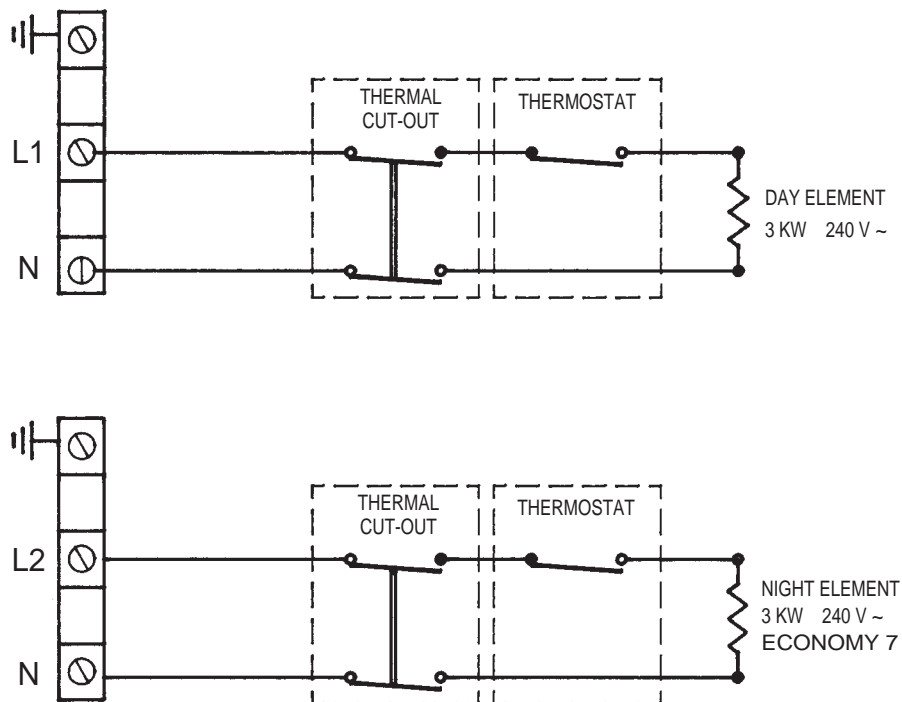 THERMAL
CUT-OUT
THERMOSTAT
L1
DAY ELEMENT
3 KW 240 V ~
N
THERMAL
CUT-OUT
THERMOSTAT
L2
NIGHT ELEMENT
3 KW 240 V ~
ECONOMY 7
N